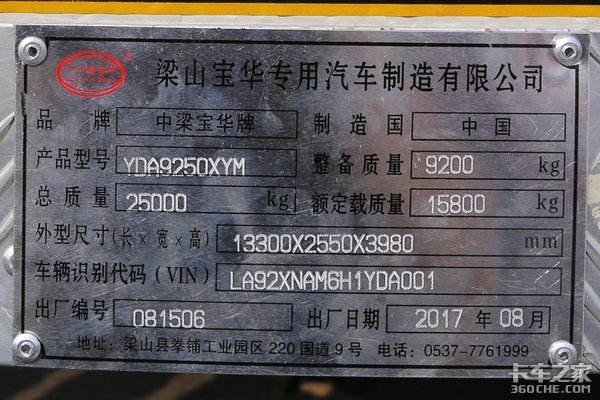 梁山宝华专用汽车制造有限公司
品牌 中梁宝华牌 制造国 中国
产品型号 YDA9250XYM 整备质量 9200 kg
总质量 25000 kg 额定载质量 15800 kg
外型尺寸(长×宽×高) 13300X2550X3980 mm
车辆识别代码(VIN) LA92XNAM6H1YDA001
出厂编号 081506 出厂日期 2017 年 08 月
地址：梁山县拳铺工业园区 220 国道 9 号 电话：0537-7761999
卡车之家
360che.com